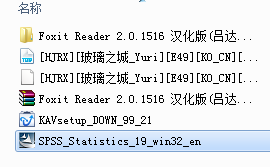 名称
Foxit Reader 2.0.1516 汉化版(吕达
[HJRX][玻璃之城_Yuri][E49][KO_CN][
[HJRX][玻璃之城_Yuri][E49][KO_CN][
Foxit Reader 2.0.1516 汉化版(吕达
KAVsetup_DOWN_99_21
SPSS_Statistics_19_win32_en